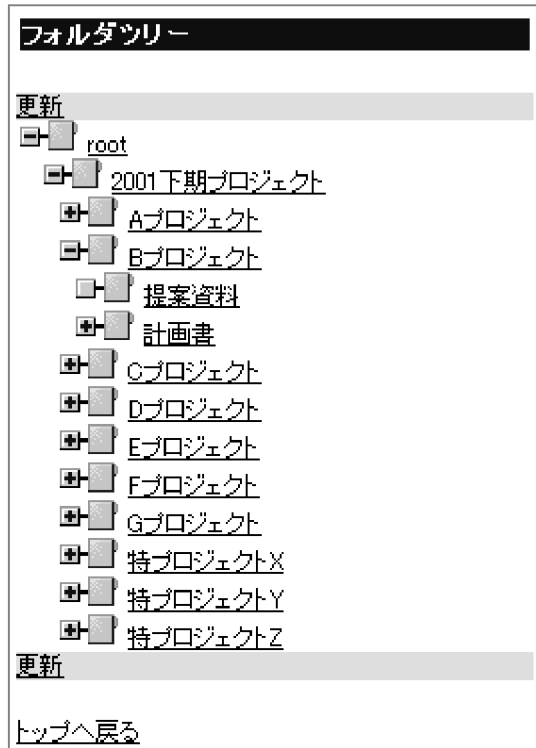 フォルダツリー
更新
root
2001下期プロジェクト
Aプロジェクト
Bプロジェクト
提案資料
計画書
Cプロジェクト
Dプロジェクト
Eプロジェクト
Fプロジェクト
Gプロジェクト
特プロジェクトX
特プロジェクトY
特プロジェクトZ
更新
トップへ戻る